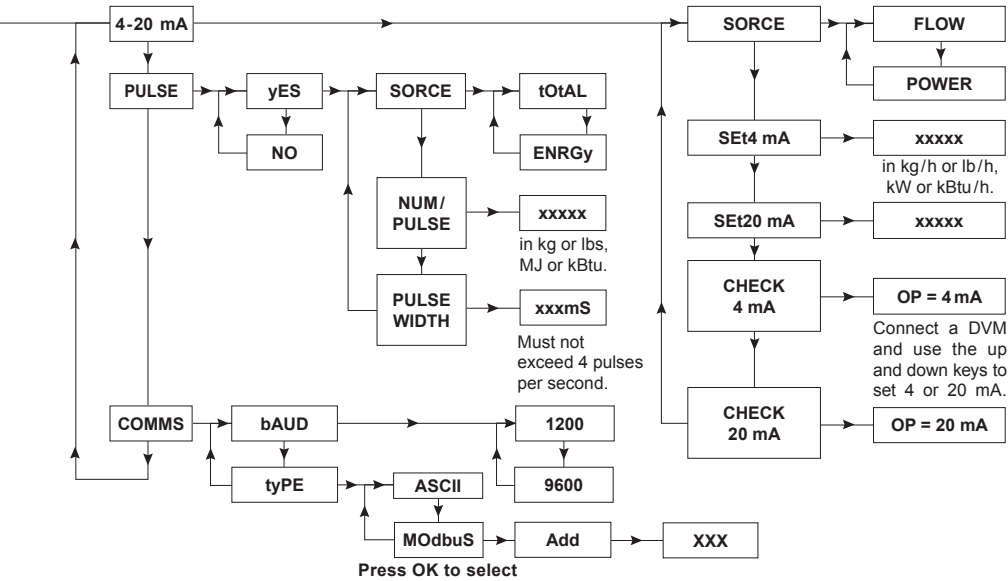 4-20 mA
SORCE
FLOW
POWER
PULSE
yES
NO
SORCE
tOtAL
ENRGy
NUM/
PULSE
xxxxx
in kg or lbs,
MJ or kBtu.
PULSE
WIDTH
xxxmS
Must not
exceed 4 pulses
per second.
SEt4 mA
xxxxx
in kg/h or lb/h,
kW or kBtu/h.
SEt20 mA
xxxxx
CHECK
4 mA
OP = 4 mA
Connect a DVM
and use the up
and down keys to
set 4 or 20 mA.
CHECK
20 mA
OP = 20 mA
COMMS
bAUD
1200
9600
tyPE
ASCII
MOdbuS
Add
XXX
Press OK to select